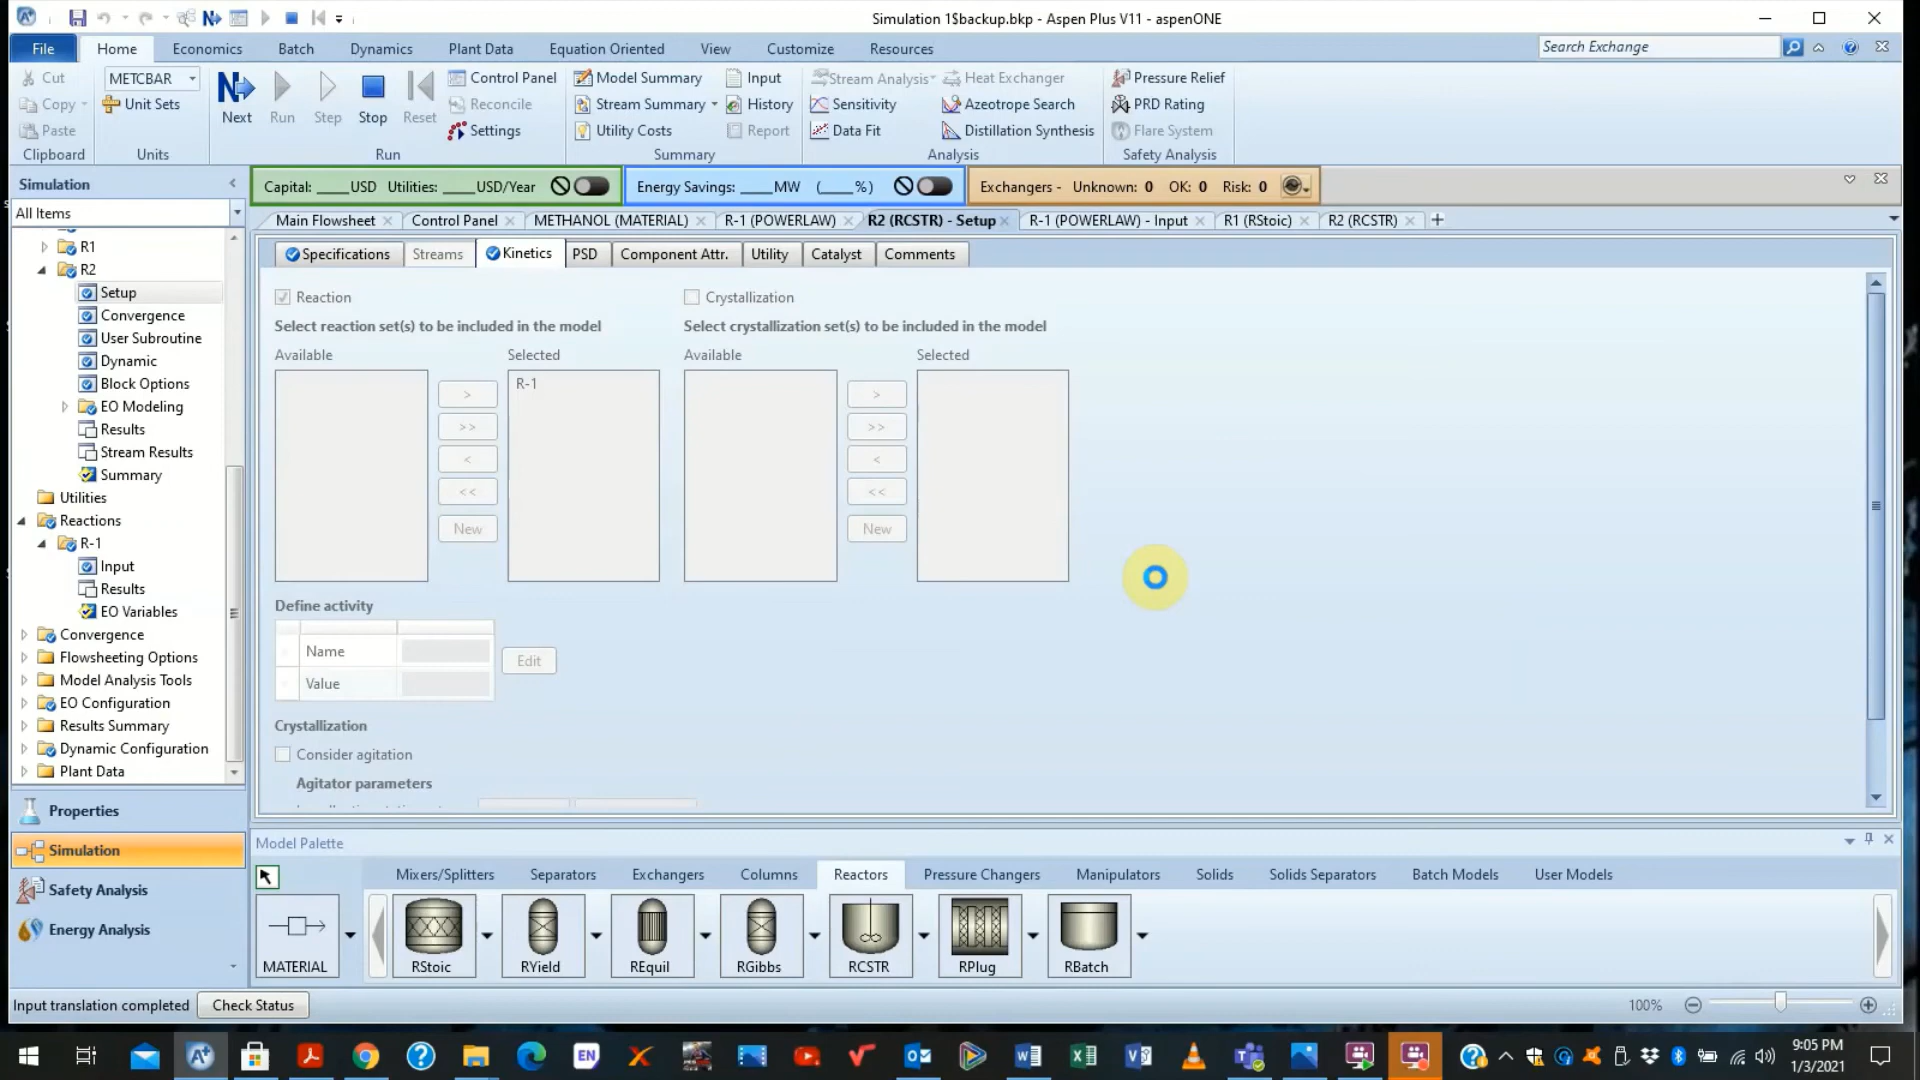 Simulation 1$backup.bkp - Aspen Plus V11 - aspenONE
File Home Economics Batch Dynamics Plant Data Equation Oriented View Customize Resources Search Exchange
Cut METCBAR Control Panel Model Summary Input Stream Analysis Heat Exchanger Pressure Relief
Copy Unit Sets Next Run Step Stop Reset Reconcile Stream Summary History Sensitivity Azeotrope Search PRD Rating
Paste Settings Utility Costs Report Data Fit Distillation Synthesis Flare System
Clipboard Units Run Summary Analysis Safety Analysis
Simulation
Capital: ____USD Utilities: ____USD/Year Energy Savings: ____MW (____%) Exchangers - Unknown: 0 OK: 0 Risk: 0
All Items
Main Flowsheet Control Panel METHANOL (MATERIAL) R-1 (POWERLAW) R2 (RCSTR) - Setup R-1 (POWERLAW) - Input R1 (RStoic) R2 (RCSTR) +
Specifications Streams Kinetics PSD Component Attr. Utility Catalyst Comments
R1
R2
Setup
Convergence
User Subroutine
Dynamic
Block Options
EO Modeling
Results
Stream Results
Summary
Utilities
Reactions
R-1
Input
Results
EO Variables
Convergence
Flowsheeting Options
Model Analysis Tools
EO Configuration
Results Summary
Dynamic Configuration
Plant Data
Properties
Simulation
Safety Analysis
Energy Analysis
Reaction Crystallization
Select reaction set(s) to be included in the model Select crystallization set(s) to be included in the model
Available Selected Available Selected
R-1
> >
>> >>
< <
<< <<
New New
Define activity
Name
Edit
Value
Crystallization
Consider agitation
Agitator parameters
Model Palette
Mixers/Splitters Separators Exchangers Columns Reactors Pressure Changers Manipulators Solids Solids Separators Batch Models User Models
MATERIAL RStoic RYield REquil RGibbs RCSTR RPlug RBatch
Input translation completed Check Status 100%
EN
9:05 PM
1/3/2021